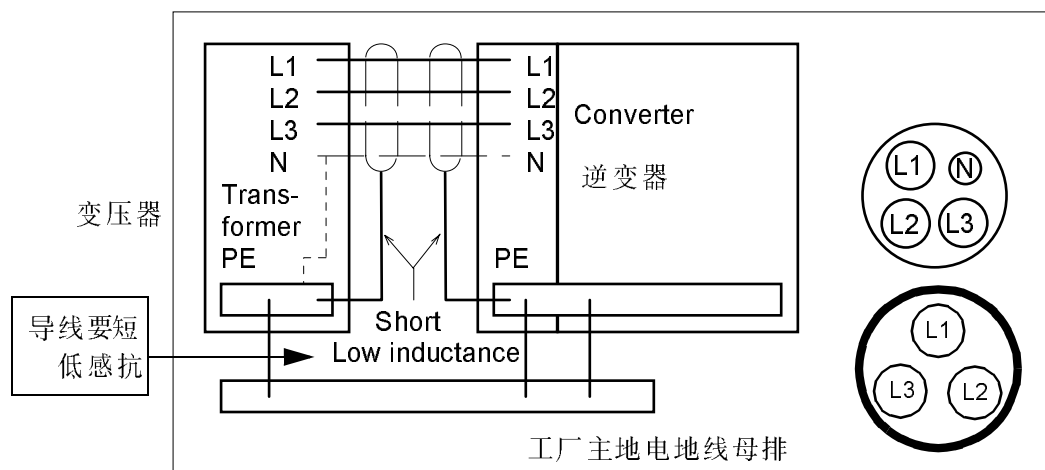 L1
L2
L3
N
Trans-
former
PE
L1
L2
L3
N
PE
Converter
逆变器
变压器
导线要短
低感抗
Short
Low inductance
工厂主地电地线母排
L1
N
L2
L3
L1
L3
L2